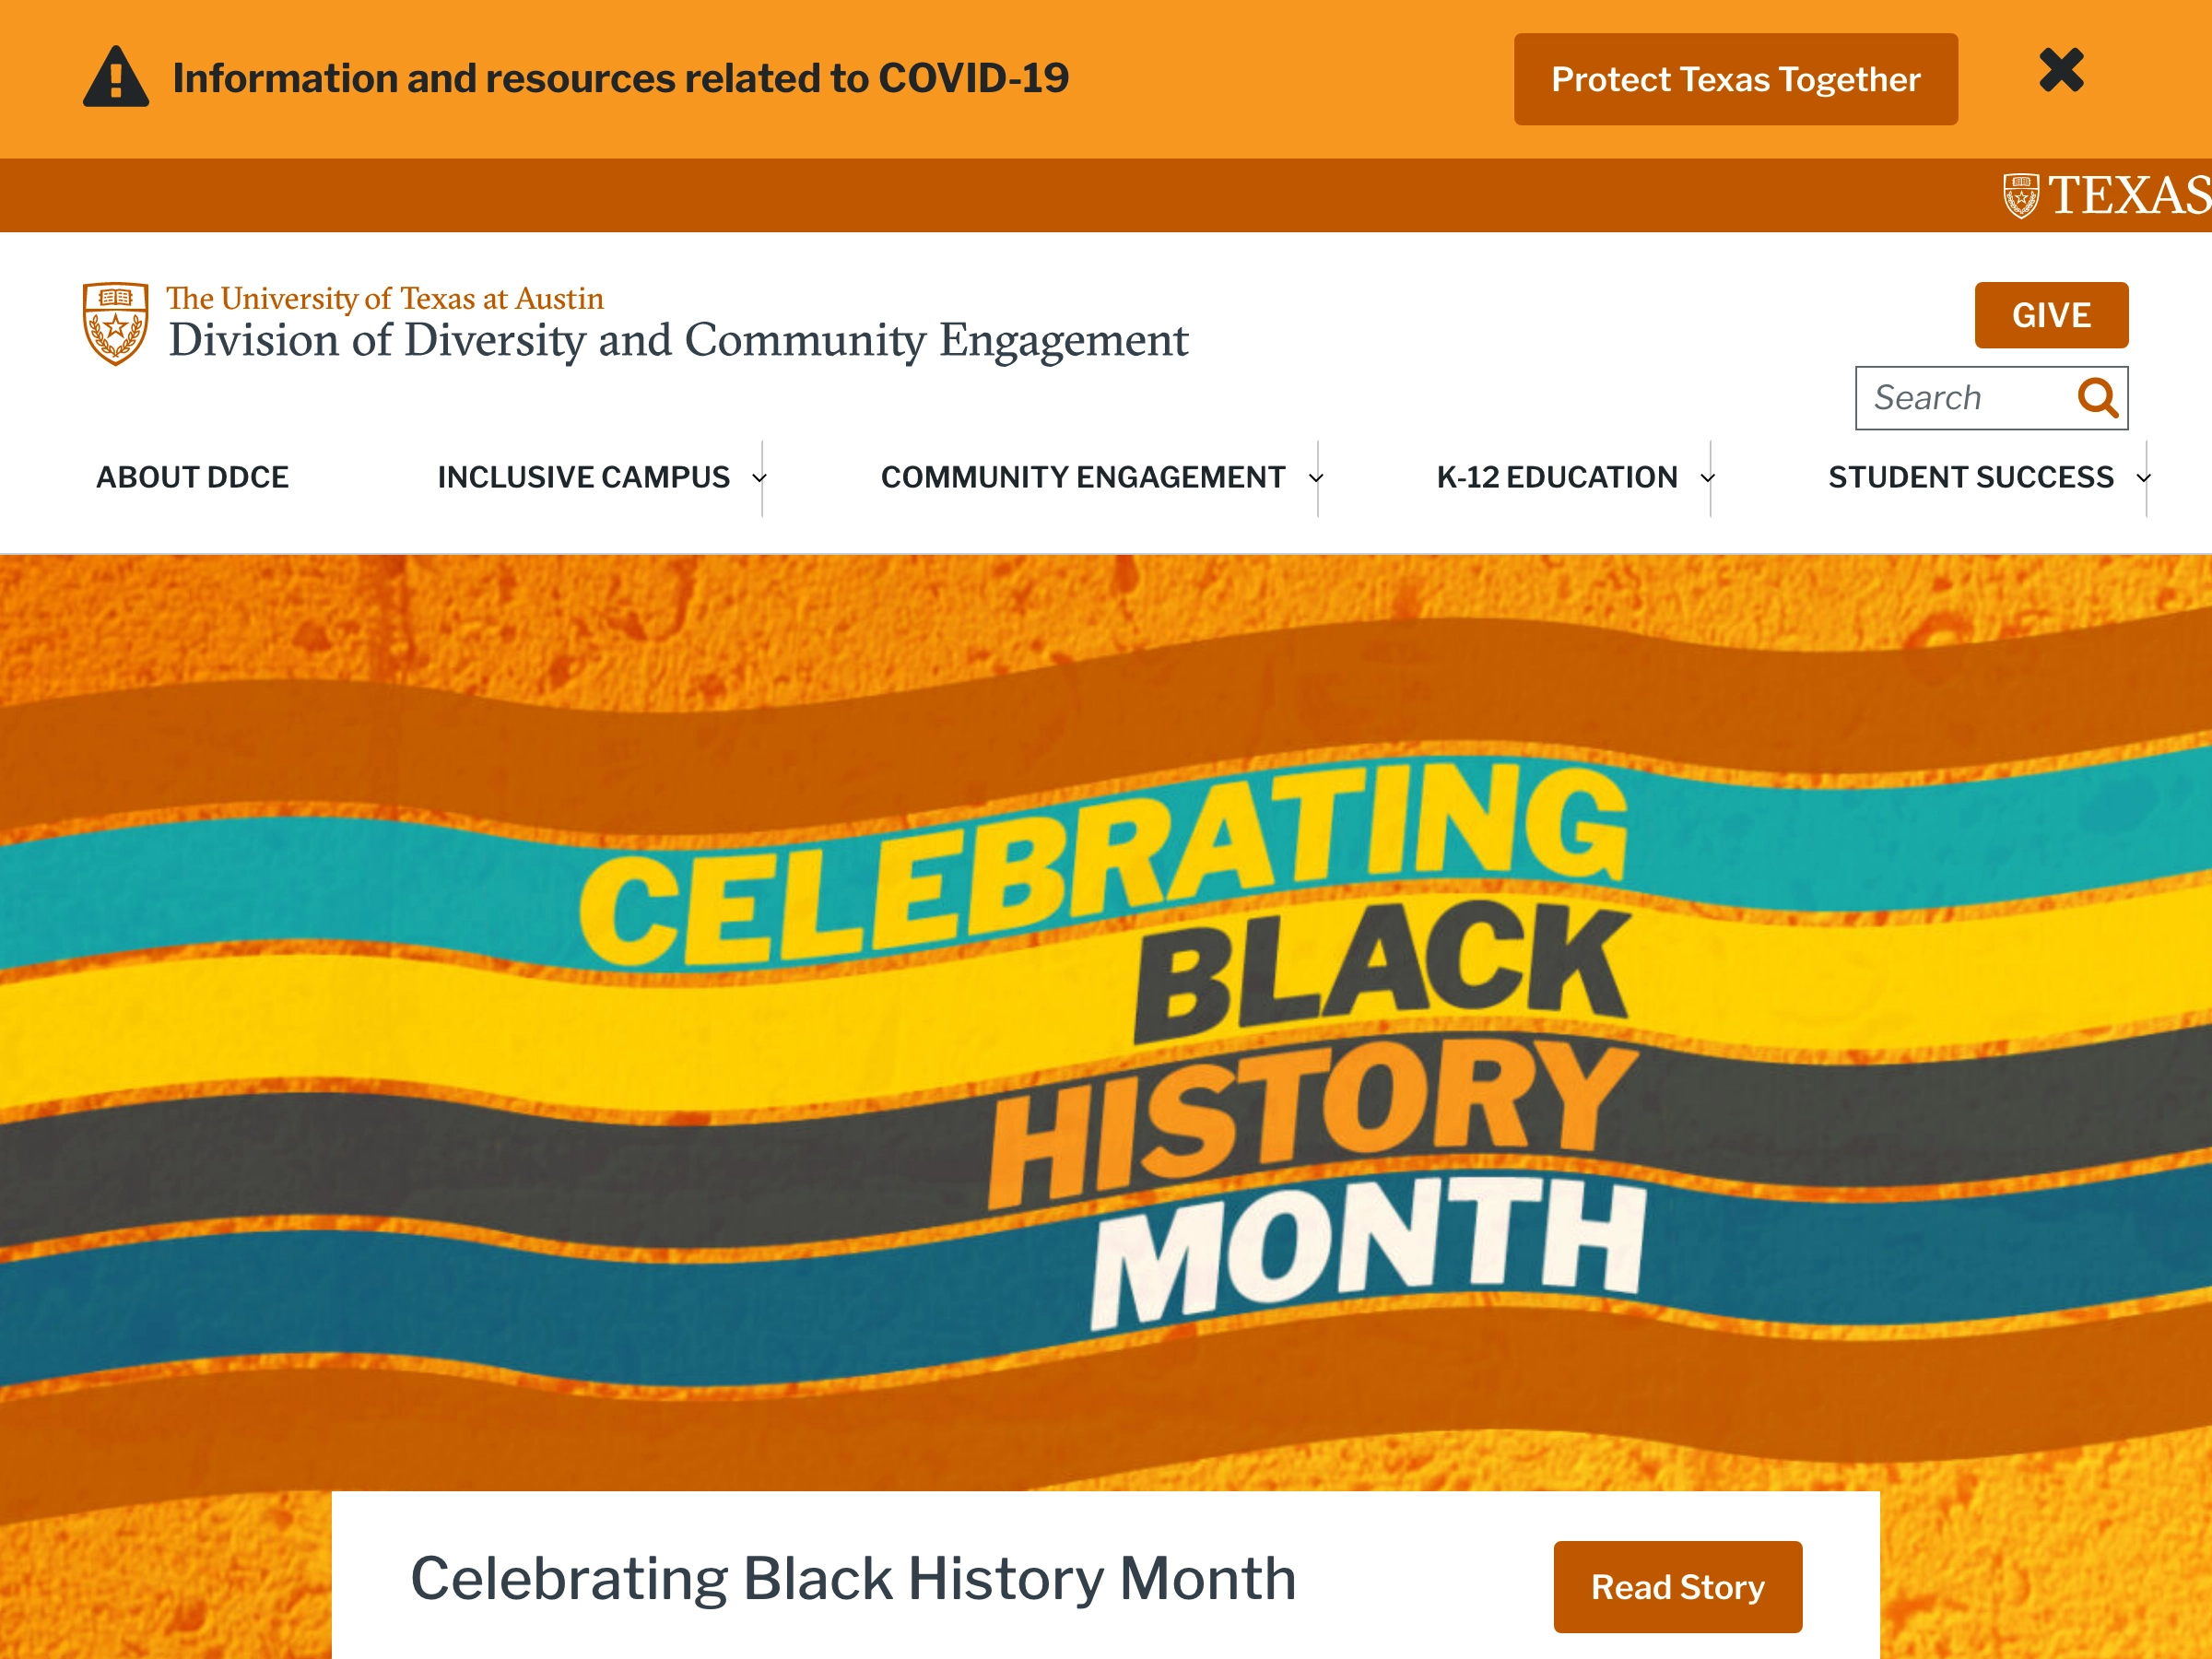 Information and resources related to COVID-19
Protect Texas Together
TEXAS
The University of Texas at Austin
Division of Diversity and Community Engagement
GIVE
Search
ABOUT DDCE
INCLUSIVE CAMPUS
COMMUNITY ENGAGEMENT
K-12 EDUCATION
STUDENT SUCCESS
CELEBRATING
BLACK
HISTORY
MONTH
Celebrating Black History Month
Read Story